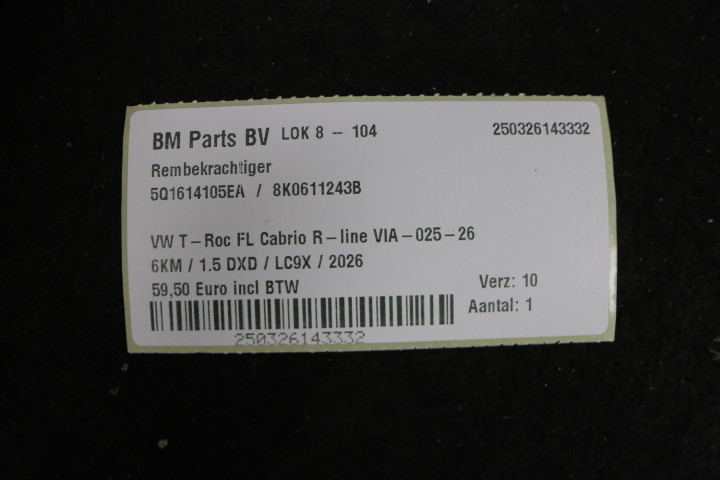 BM Parts BV LOK 8 - 104 250326143332
Rembekrachtiger
5Q1614105EA / 8K0611243B
VW T-Roc FL Cabrio R-line VIA-025-26
6KM / 1.5 DXD / LC9X / 2026
59,50 Euro incl BTW Verz: 10
Aantal: 1
250326143332